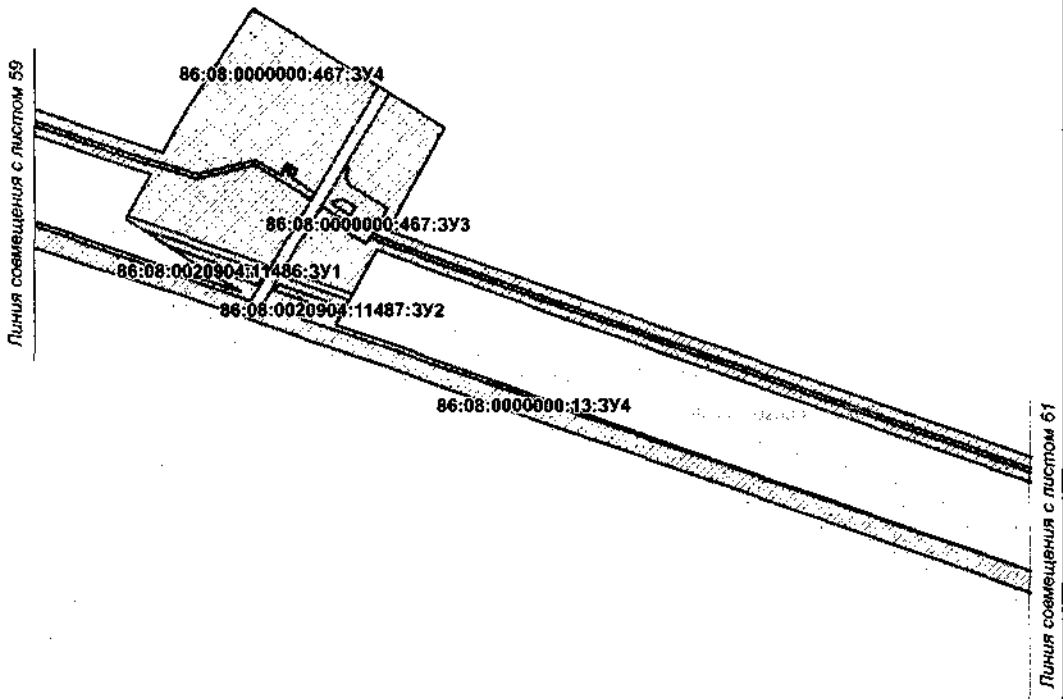 Линия совмещения с листом 59
86:08:0000000:467:ЗУ4
86:08:0000000:467:ЗУ3
86:08:0020904:11486:ЗУ1
86:08:0020904:11487:ЗУ2
86:08:0000000:13:ЗУ4
Линия совмещения с листом 61